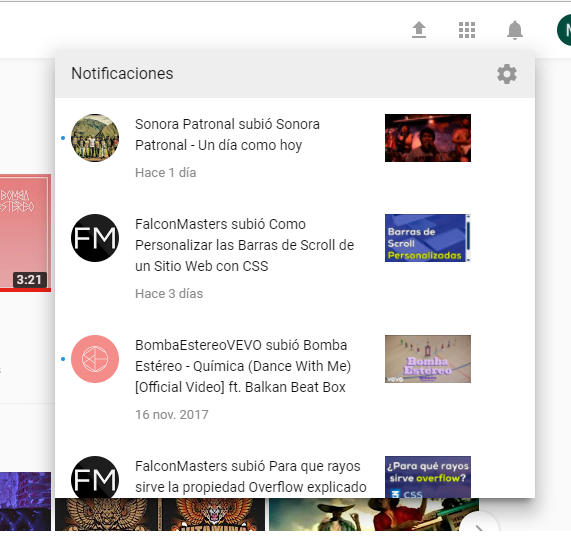 M
Notificaciones
Sonora Patronal subió Sonora
Patronal - Un día como hoy
Hace 1 día
BOMBA
ESTEREO
3:21
FM
FalconMasters subió Como
Personalizar las Barras de Scroll de
un Sitio Web con CSS
Hace 3 días
Barras de
Scroll
Personalizadas
BombaEstereoVEVO subió Bomba
Estéreo - Química (Dance With Me)
[Official Video] ft. Balkan Beat Box
16 nov. 2017
Bomba
Estereo
vevo
FM
FalconMasters subió Para que rayos
sirve la propiedad Overflow explicado
¿Para qué rayos
sirve overflow?
CSS